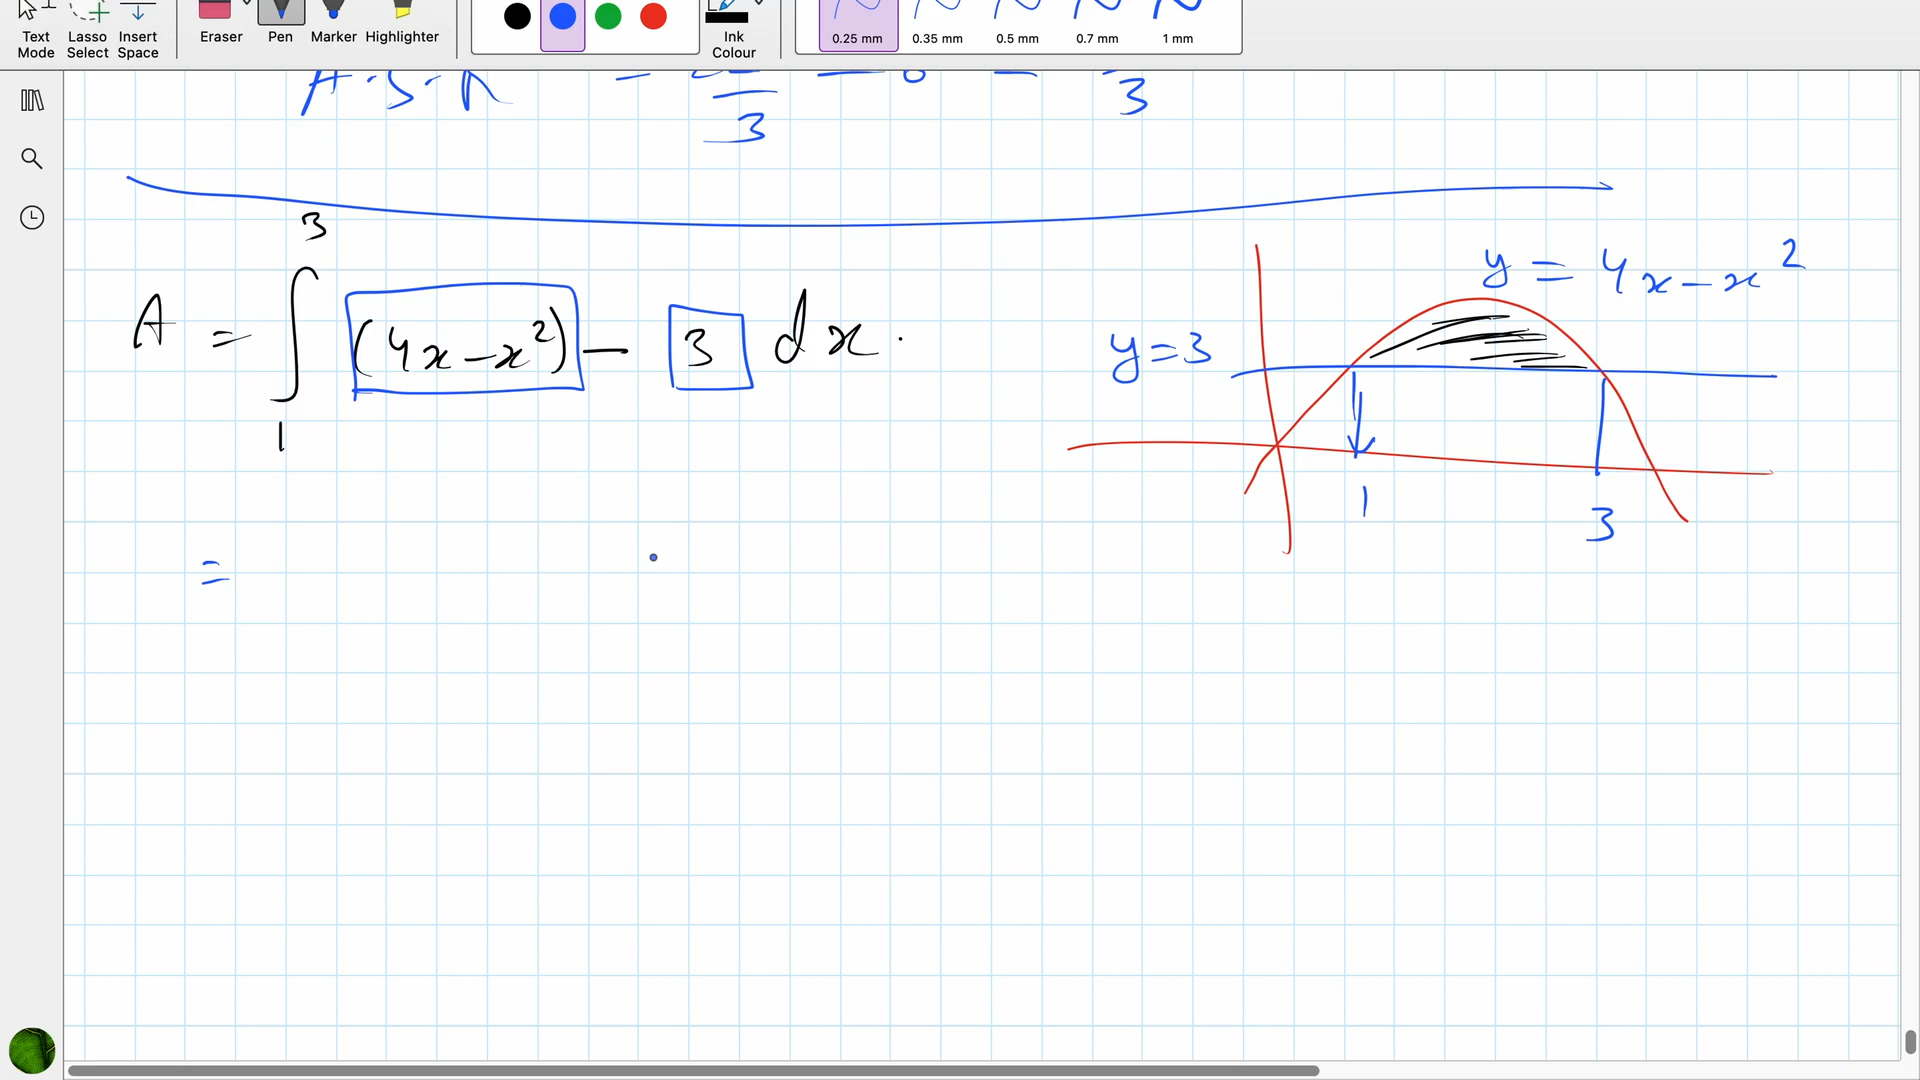 Text Mode
Lasso Select
Insert Space
Eraser
Pen
Marker
Highlighter
Ink Colour
0.25 mm
0.35 mm
0.5 mm
0.7 mm
1 mm
3
3
A = ∫₁³ (4x-x²) - 3 dx.
=
y = 4x-x²
y=3
1
3